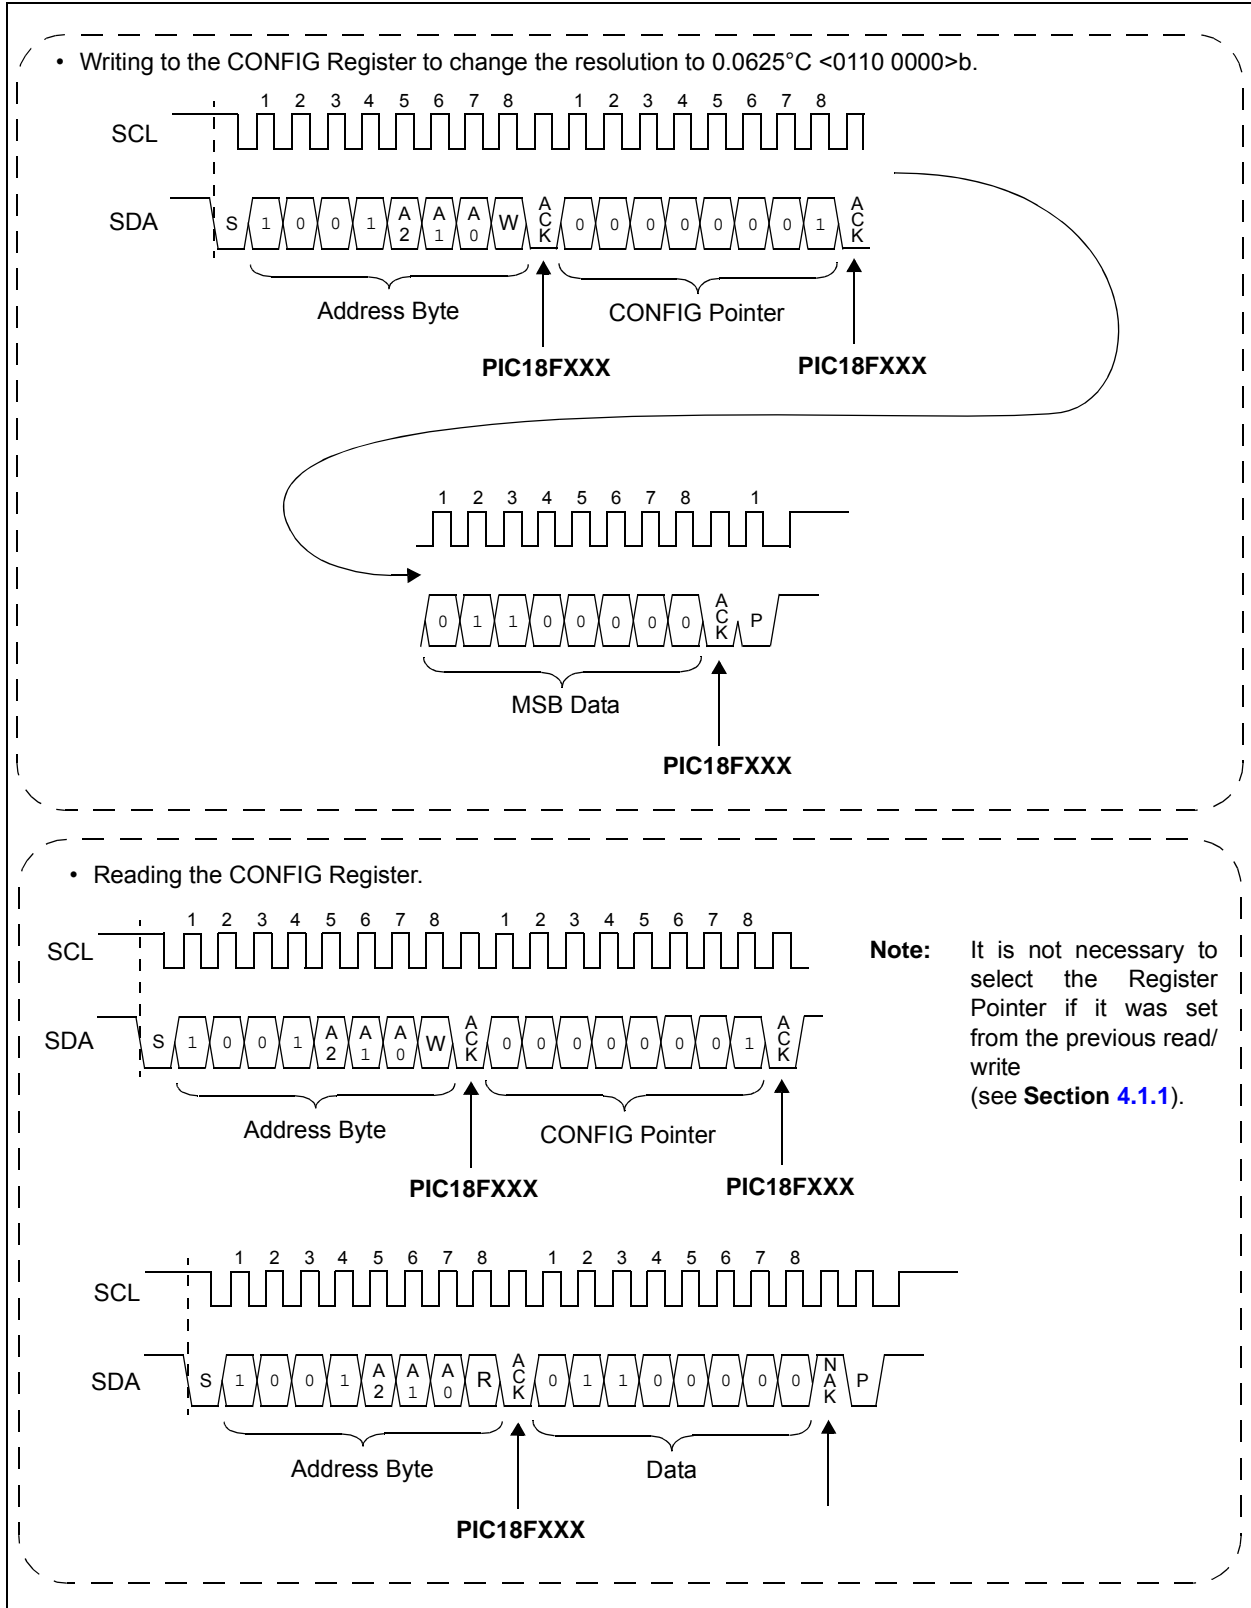 • Writing to the CONFIG Register to change the resolution to 0.0625°C <0110 0000>b.
1 2 3 4 5 6 7 8 1 2 3 4 5 6 7 8
SCL
SDA S 1 0 0 1 A2 A1 A0 W ACK 0 0 0 0 0 0 0 1 ACK
Address Byte CONFIG Pointer
PIC18FXXX PIC18FXXX
1 2 3 4 5 6 7 8 1
0 1 1 0 0 0 0 0 ACK P
MSB Data
PIC18FXXX
• Reading the CONFIG Register.
1 2 3 4 5 6 7 8 1 2 3 4 5 6 7 8
SCL
SDA S 1 0 0 1 A2 A1 A0 W ACK 0 0 0 0 0 0 0 1 ACK
Address Byte CONFIG Pointer
PIC18FXXX PIC18FXXX
Note: It is not necessary to
select the Register
Pointer if it was set
from the previous read/
write
(see Section 4.1.1).
1 2 3 4 5 6 7 8 1 2 3 4 5 6 7 8
SCL
SDA S 1 0 0 1 A2 A1 A0 R ACK 0 1 1 0 0 0 0 0 NAK P
Address Byte Data
PIC18FXXX